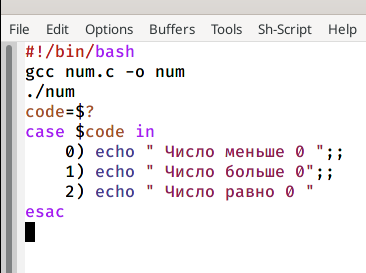 File Edit Options Buffers Tools Sh-Script Help
#!/bin/bash
gcc num.c -o num
./num
code=$?
case $code in
    0) echo " Число меньше 0 ";;
    1) echo " Число больше 0";;
    2) echo " Число равно 0 "
esac